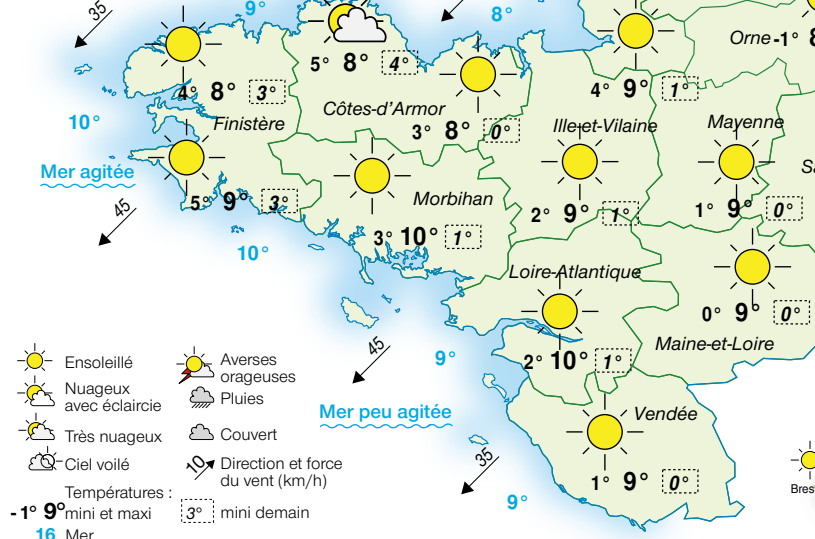 35
9°
8°
Orne -1° 8
5° 8° 4°
4° 8° 3°
4° 9° 1°
Côtes-d'Armor
10°
Finistère
3° 8° 0°
Ille-et-Vilaine
Mayenne
Mer agitée
Sa
45
5° 9° 3°
Morbihan
2° 9° 1°
1° 9° 0°
3° 10° 1°
10°
Loire-Atlantique
0° 9° 0°
45
9°
2° 10° 1°
Maine-et-Loire
Mer peu agitée
Vendée
35
1° 9° 0°
9°
Brest
Ensoleillé
Nuageux
avec éclaircie
Très nuageux
Ciel voilé
Averses
orageuses
Pluies
Couvert
10
Direction et force
du vent (km/h)
Températures :
-1° 9° mini et maxi
3° mini demain
16 Mer